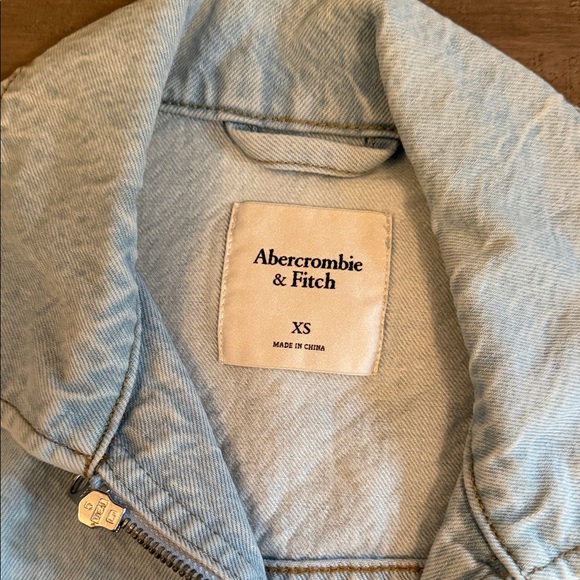 Abercrombie
& Fitch
XS
MADE IN CHINA